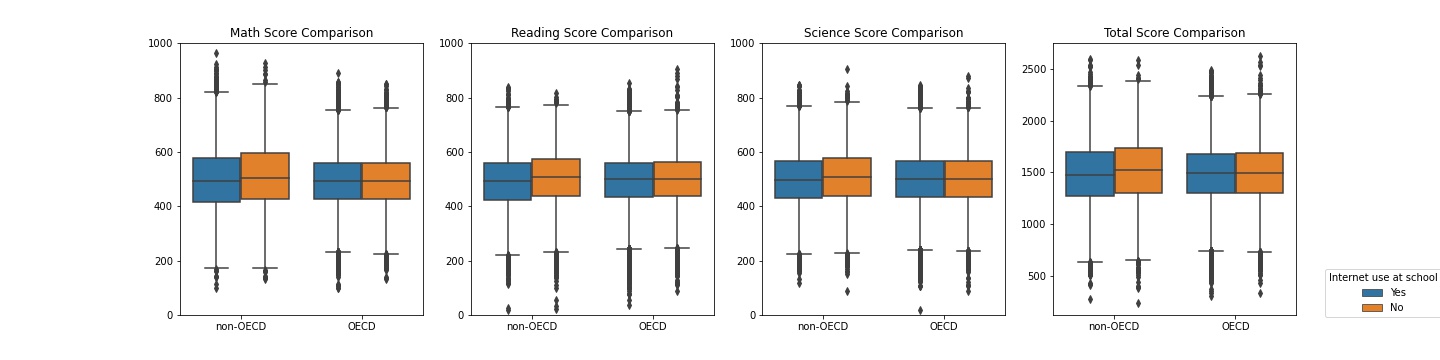 Math Score Comparison
1000
800
600
400
200
0
non-OECD OECD
Reading Score Comparison
1000
800
600
400
200
0
non-OECD OECD
Science Score Comparison
1000
800
600
400
200
0
non-OECD OECD
Total Score Comparison
2500
2000
1500
1000
500
non-OECD OECD
Internet use at school
Yes
No